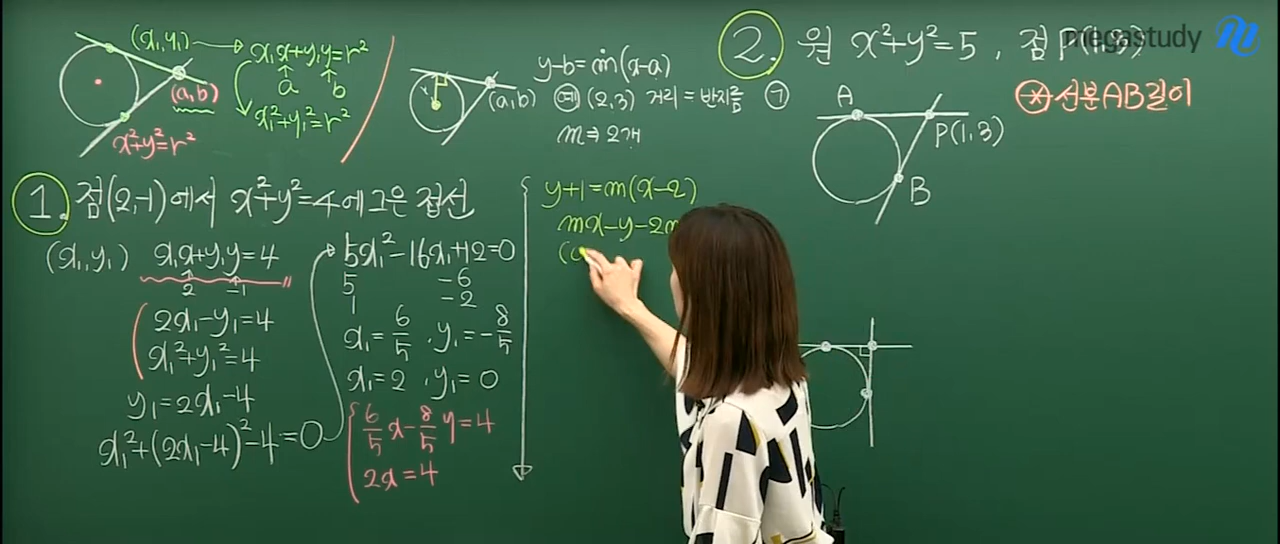 (x₁, y₁) → x₁x+y₁y=r²
a b
x₁²+y₁²=r²
(a, b)
x²+y²=r²
r
(a, b)
y-b=m(x-a)
(2, 3) 거리=반지름
m ⇒ 2개
1. 점(2, -1)에서 x²+y²=4에 그은 접선
(x₁, y₁) x₁x+y₁y=4
2 -1
2x₁-y₁=4
x₁²+y₁²=4
y₁=2x₁-4
x₁²+(2x₁-4)²-4=0
5x₁²-16x₁+12=0
5 -6
1 -2
x₁=6/5, y₁=-8/5
x₁=2, y₁=0
6/5x-8/5y=4
2x=4
y+1=m(x-2)
mx-y-2m
(0
2. 원 x²+y²=5, 점 P(1, 3)
megastudy
선분AB길이
A
P(1, 3)
B